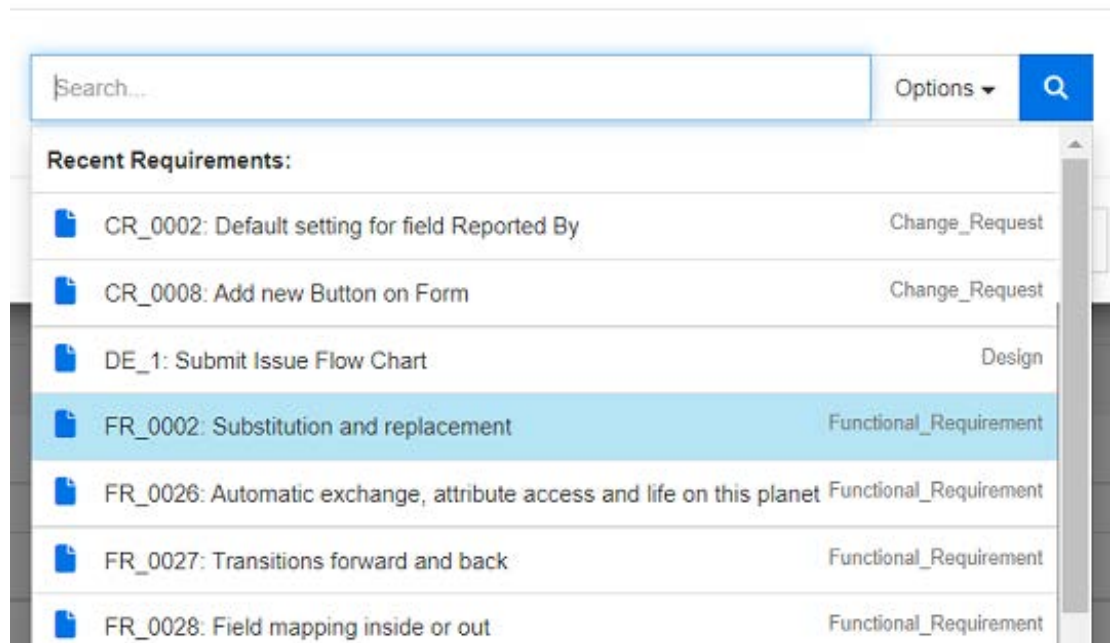 Search...
Options
Recent Requirements:
CR_0002: Default setting for field Reported By Change_Request
CR_0008: Add new Button on Form Change_Request
DE_1: Submit Issue Flow Chart Design
FR_0002: Substitution and replacement Functional_Requirement
FR_0026: Automatic exchange, attribute access and life on this planet Functional_Requirement
FR_0027: Transitions forward and back Functional_Requirement
FR_0028: Field mapping inside or out Functional_Requirement